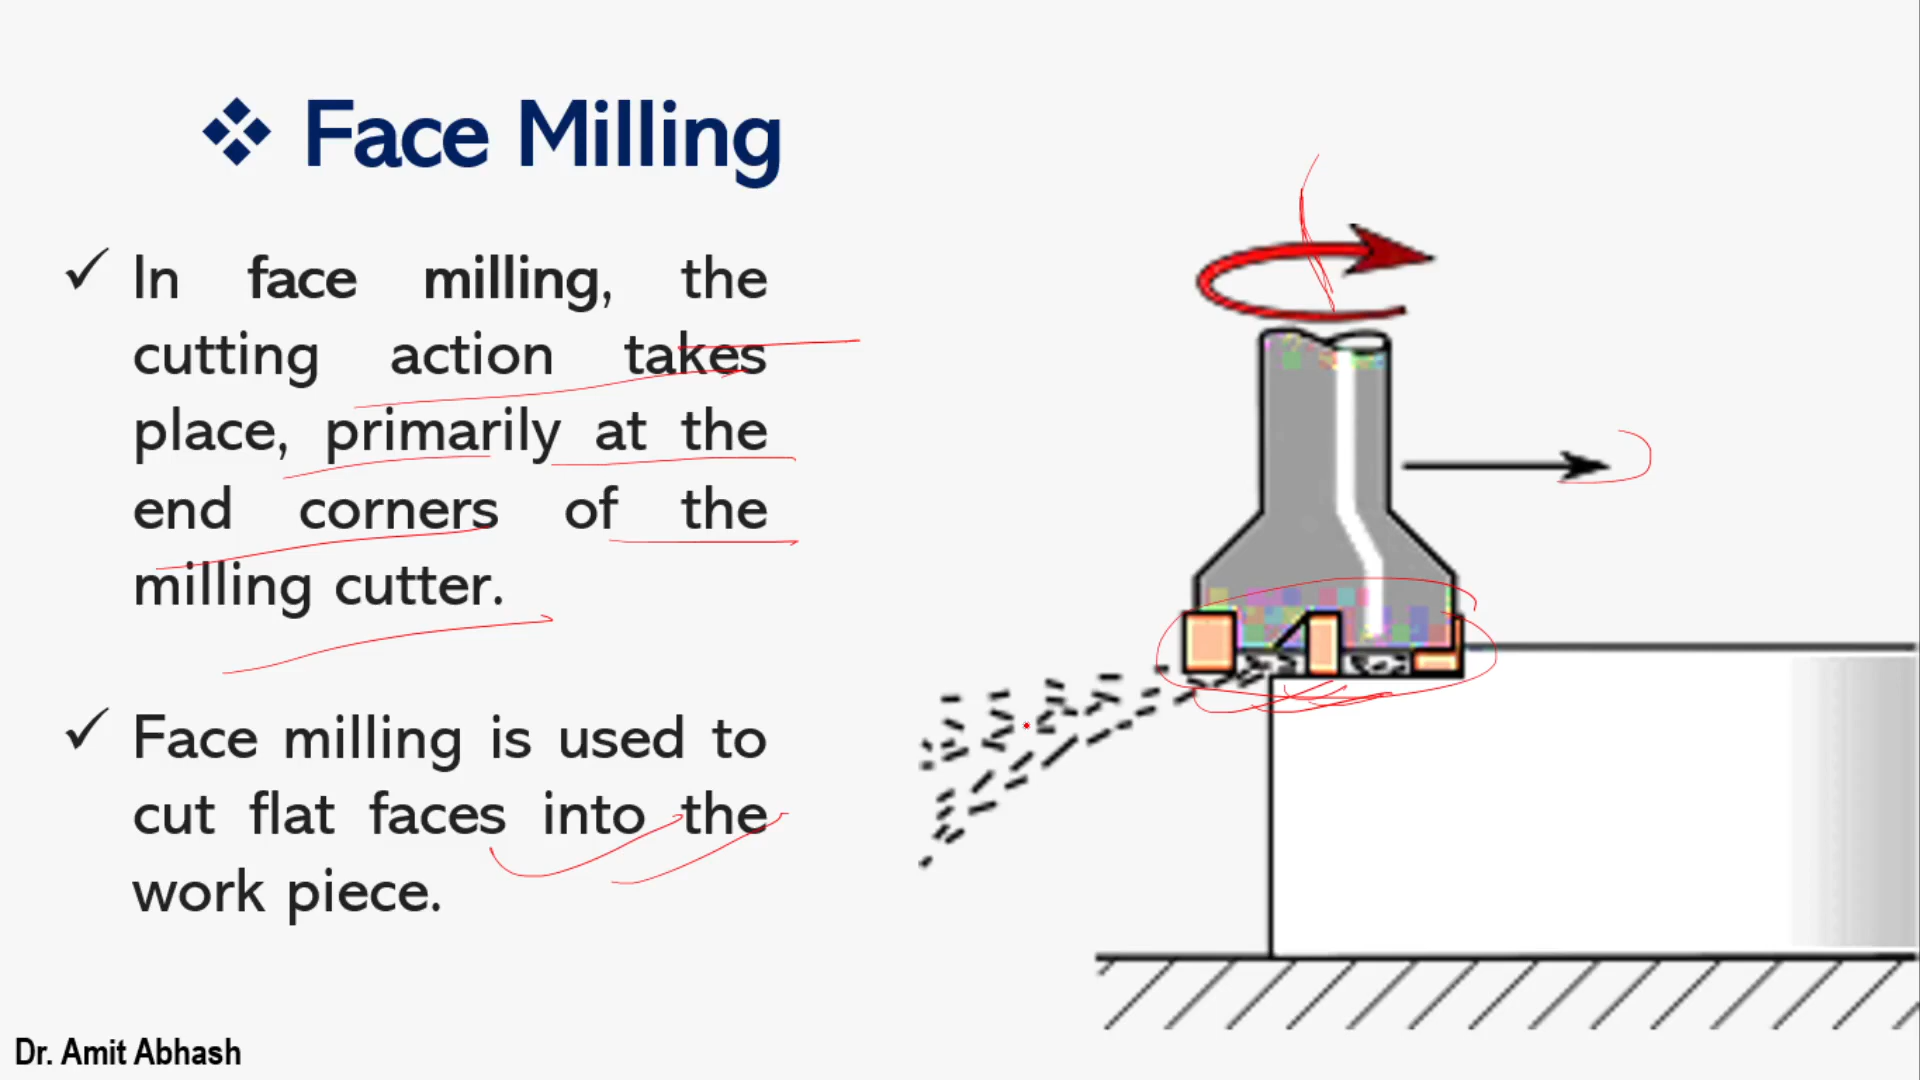 ❖ Face Milling
✓ In face milling, the
cutting action takes
place, primarily at the
end corners of the
milling cutter.
✓ Face milling is used to
cut flat faces into the
work piece.
Dr. Amit Abhash